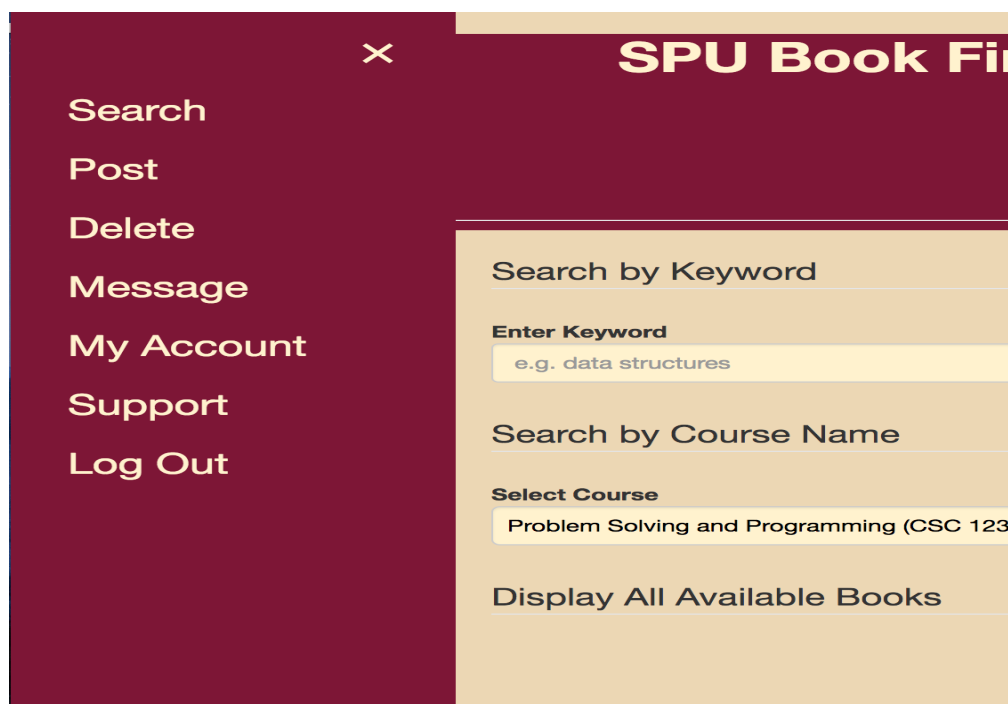 ×
Search
Post
Delete
Message
My Account
Support
Log Out
SPU Book
Search by Keyword
Enter Keyword
e.g. data structures
Search by Course Name
Select Course
Problem Solving and Programming (CSC 123
Display All Available Books